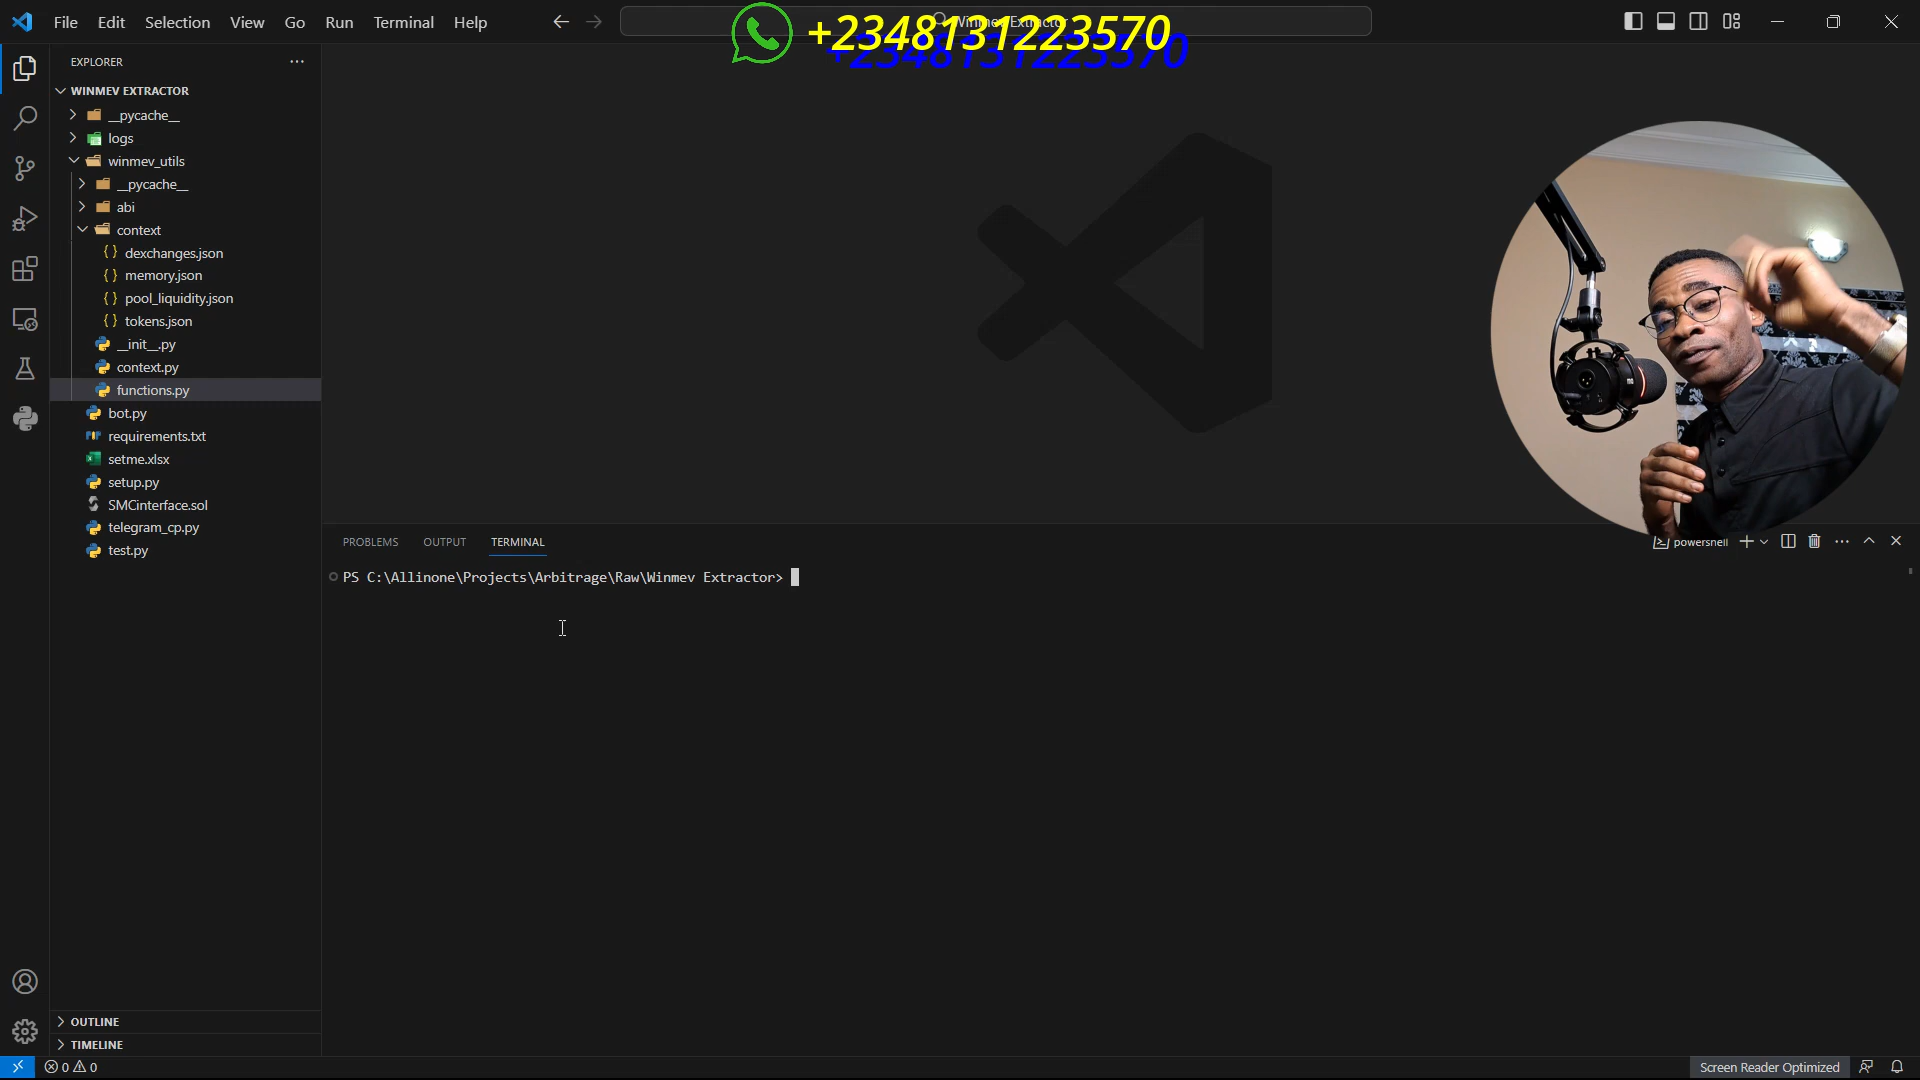 File Edit Selection View Go Run Terminal Help
Winmev Extractor
+2348131223570
+2348131223570
EXPLORER
WINMEV EXTRACTOR
__pycache__
logs
winmev_utils
__pycache__
abi
context
dexchanges.json
memory.json
pool_liquidity.json
tokens.json
__init__.py
context.py
functions.py
bot.py
requirements.txt
setme.xlsx
setup.py
SMCinterface.sol
telegram_cp.py
test.py
PROBLEMS OUTPUT TERMINAL
powershell
PS C:\Allinone\Projects\Arbitrage\Raw\Winmev Extractor>
OUTLINE
TIMELINE
0 0
Screen Reader Optimized